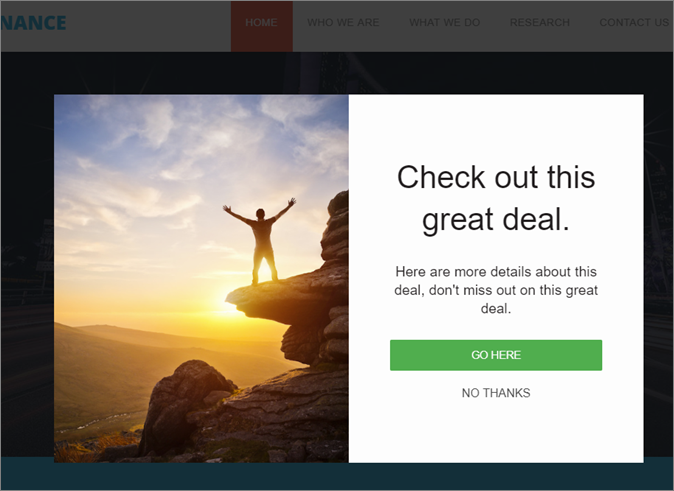 NANCE
HOME
WHO WE ARE
WHAT WE DO
RESEARCH
CONTACT US
Check out this
great deal.
Here are more details about this
deal, don't miss out on this great
deal.
GO HERE
NO THANKS